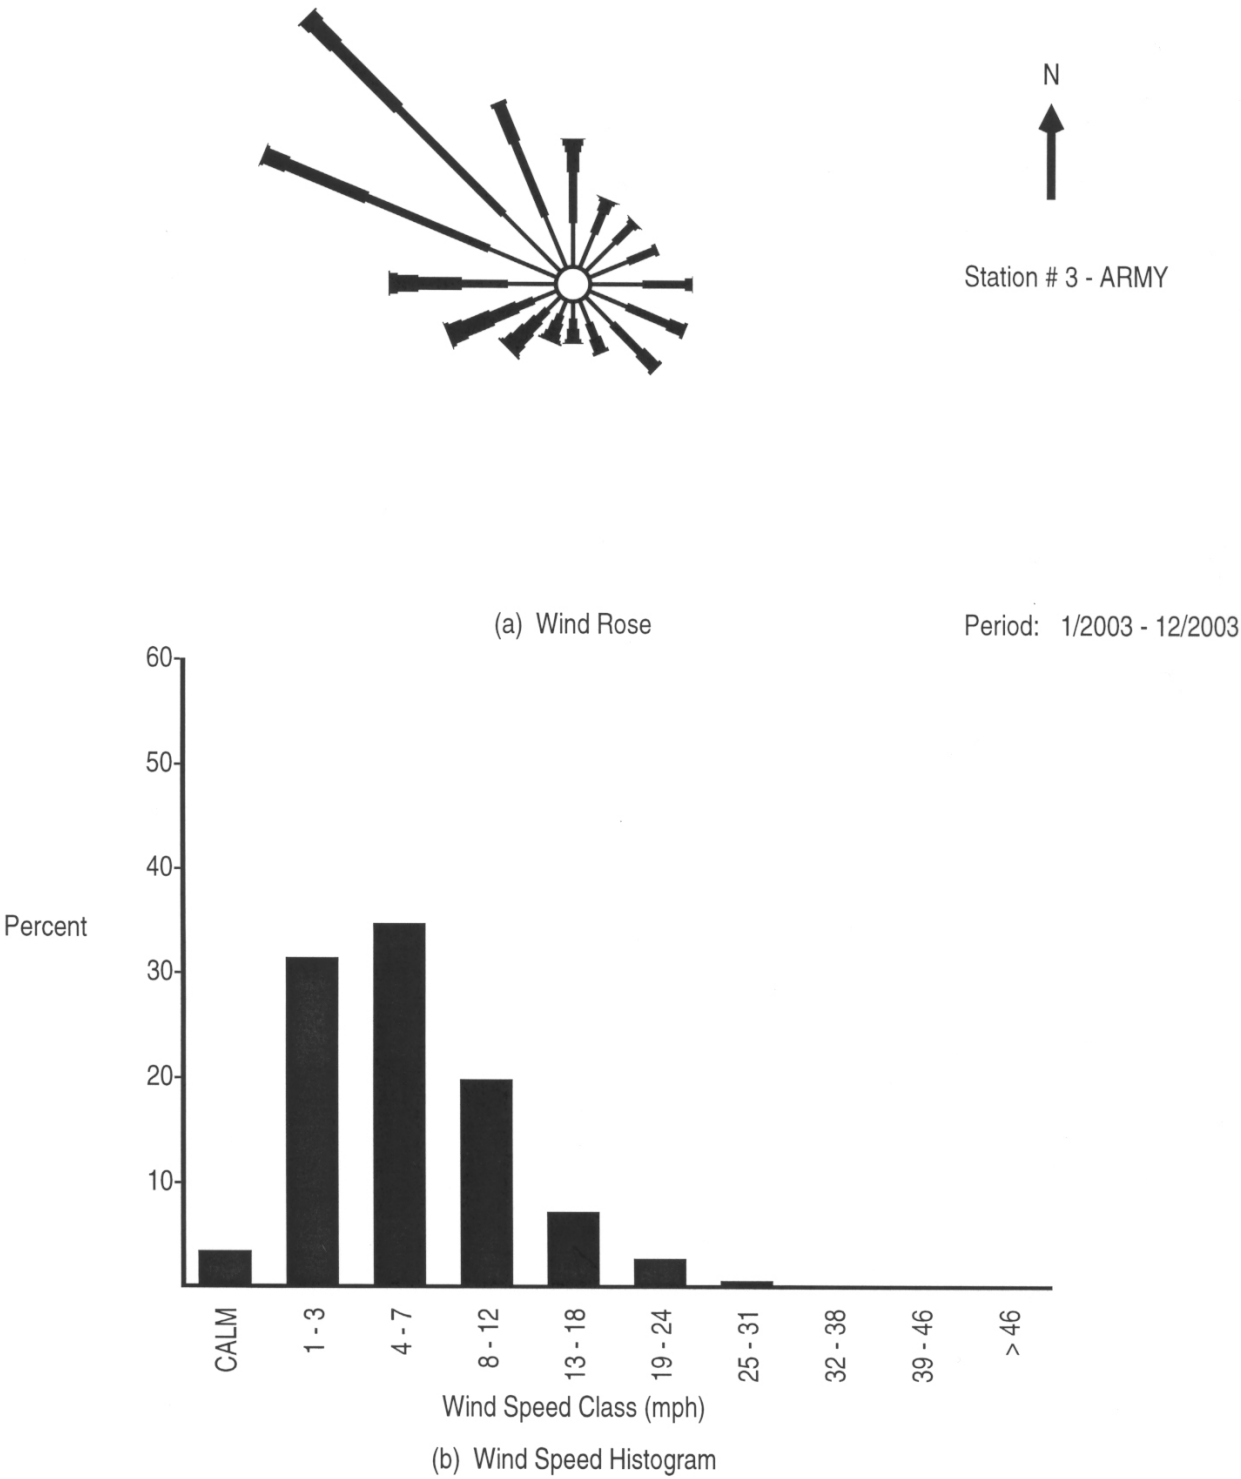 N
Station # 3 - ARMY
(a) Wind Rose
Period: 1/2003 - 12/2003
60
50
40
30
20
10
Percent
CALM
1 - 3
4 - 7
8 - 12
13 - 18
19 - 24
25 - 31
32 - 38
39 - 46
> 46
Wind Speed Class (mph)
(b) Wind Speed Histogram